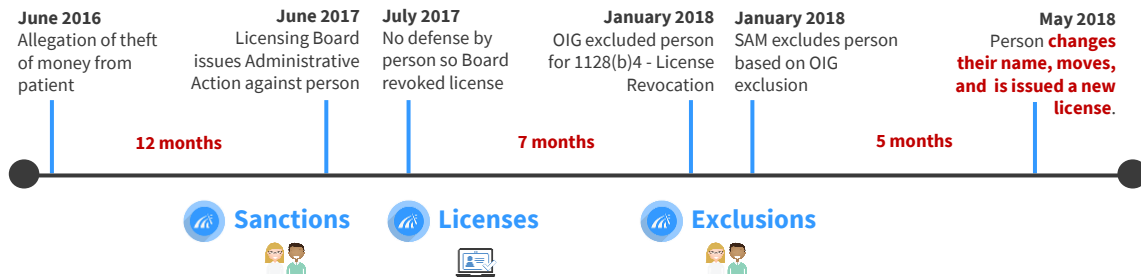 June 2016
Allegation of theft
of money from
patient
June 2017
Licensing Board
issues Administrative
Action against person
July 2017
No defense by
person so Board
revoked license
January 2018
OIG excluded person
for 1128(b)4 - License
Revocation
January 2018
SAM excludes person
based on OIG
exclusion
May 2018
Person changes
their name, moves,
and is issued a new
license.
12 months
7 months
5 months
Sanctions
Licenses
Exclusions